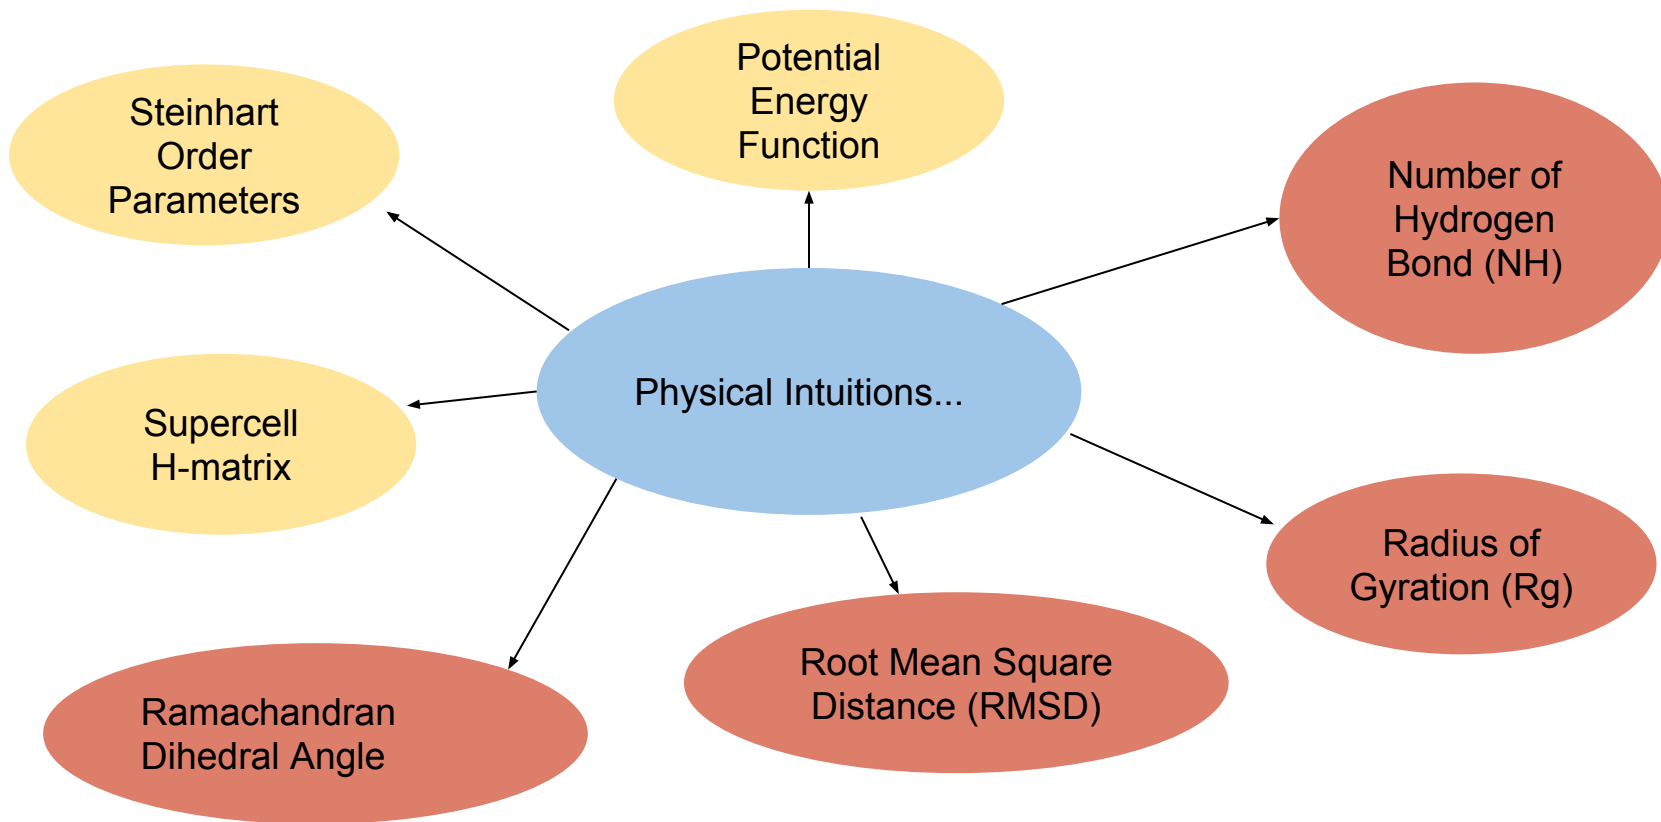 Potential
Energy
Function
Steinhart
Order
Parameters
Number of
Hydrogen
Bond (NH)
Physical Intuitions...
Supercell
H-matrix
Radius of
Gyration (Rg)
Root Mean Square
Distance (RMSD)
Ramachandran
Dihedral Angle